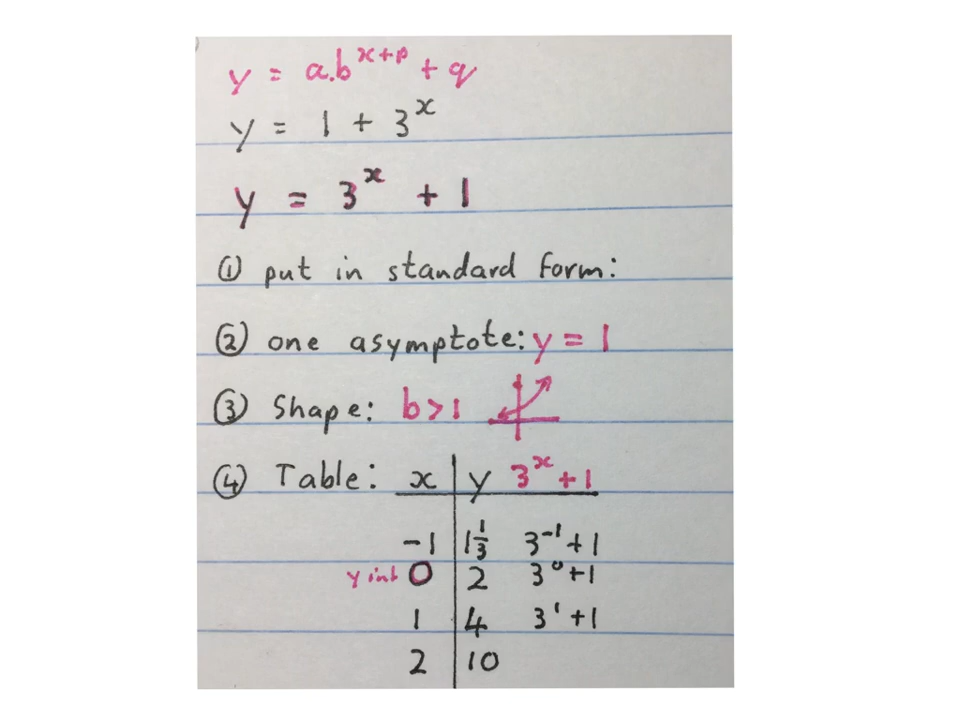 y = a.b^(x+p) + q
y = 1 + 3^x
y = 3^x + 1
① put in standard form:
② one asymptote: y = 1
③ Shape: b > 1
④ Table: x | y 3^x + 1
-1 | 1 1/3 3^-1 + 1
y int 0 | 2 3^0 + 1
1 | 4 3^1 + 1
2 | 10